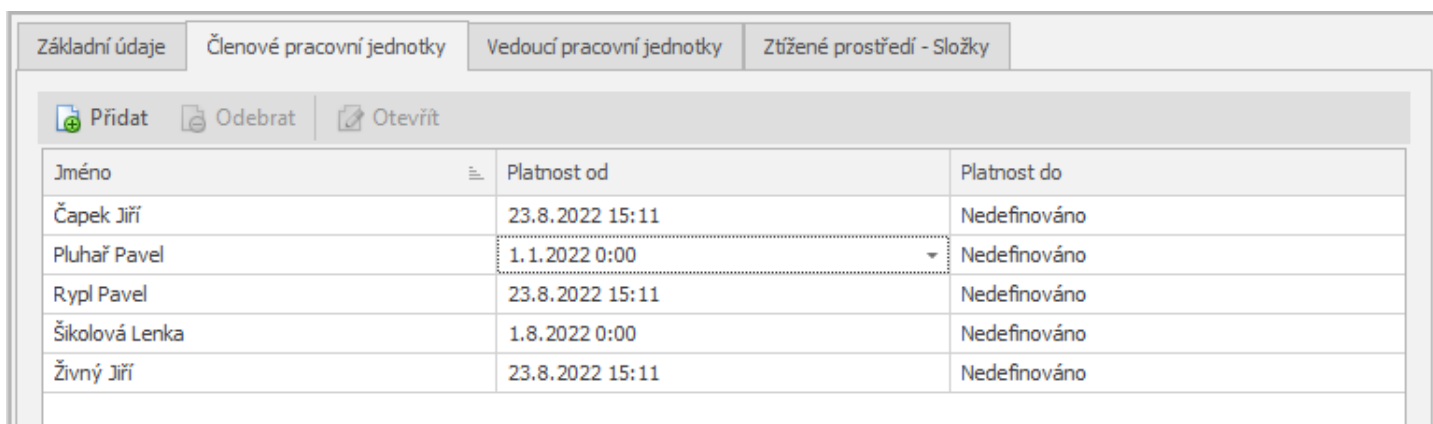 Základní údaje Členové pracovní jednotky Vedoucí pracovní jednotky Ztížené prostředí - Složky
Přidat Odebrat Otevřít
Jméno Platnost od Platnost do
Čapek Jiří 23.8.2022 15:11 Nedefinováno
Pluhař Pavel 1.1.2022 0:00 Nedefinováno
Rypl Pavel 23.8.2022 15:11 Nedefinováno
Šikolová Lenka 1.8.2022 0:00 Nedefinováno
Živný Jiří 23.8.2022 15:11 Nedefinováno